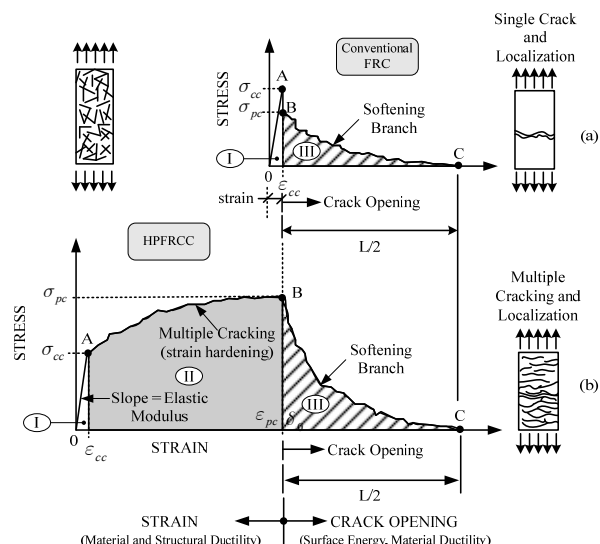 Conventional
FRC
Single Crack
and
Localization
STRESS
A
σcc
σpc
B
Softening
Branch
(a)
III
I
0
εcc
C
strain
Crack Opening
L/2
HPFRCC
STRESS
σpc
B
Multiple
Cracking and
Localization
A
Multiple Cracking
(strain hardening)
σcc
II
Softening
Branch
(b)
Slope = Elastic
Modulus
III
I
εpc
C
0
εcc
STRAIN
Crack Opening
L/2
STRAIN
CRACK OPENING
(Material and Structural Ductility)
(Surface Energy, Material Ductility)